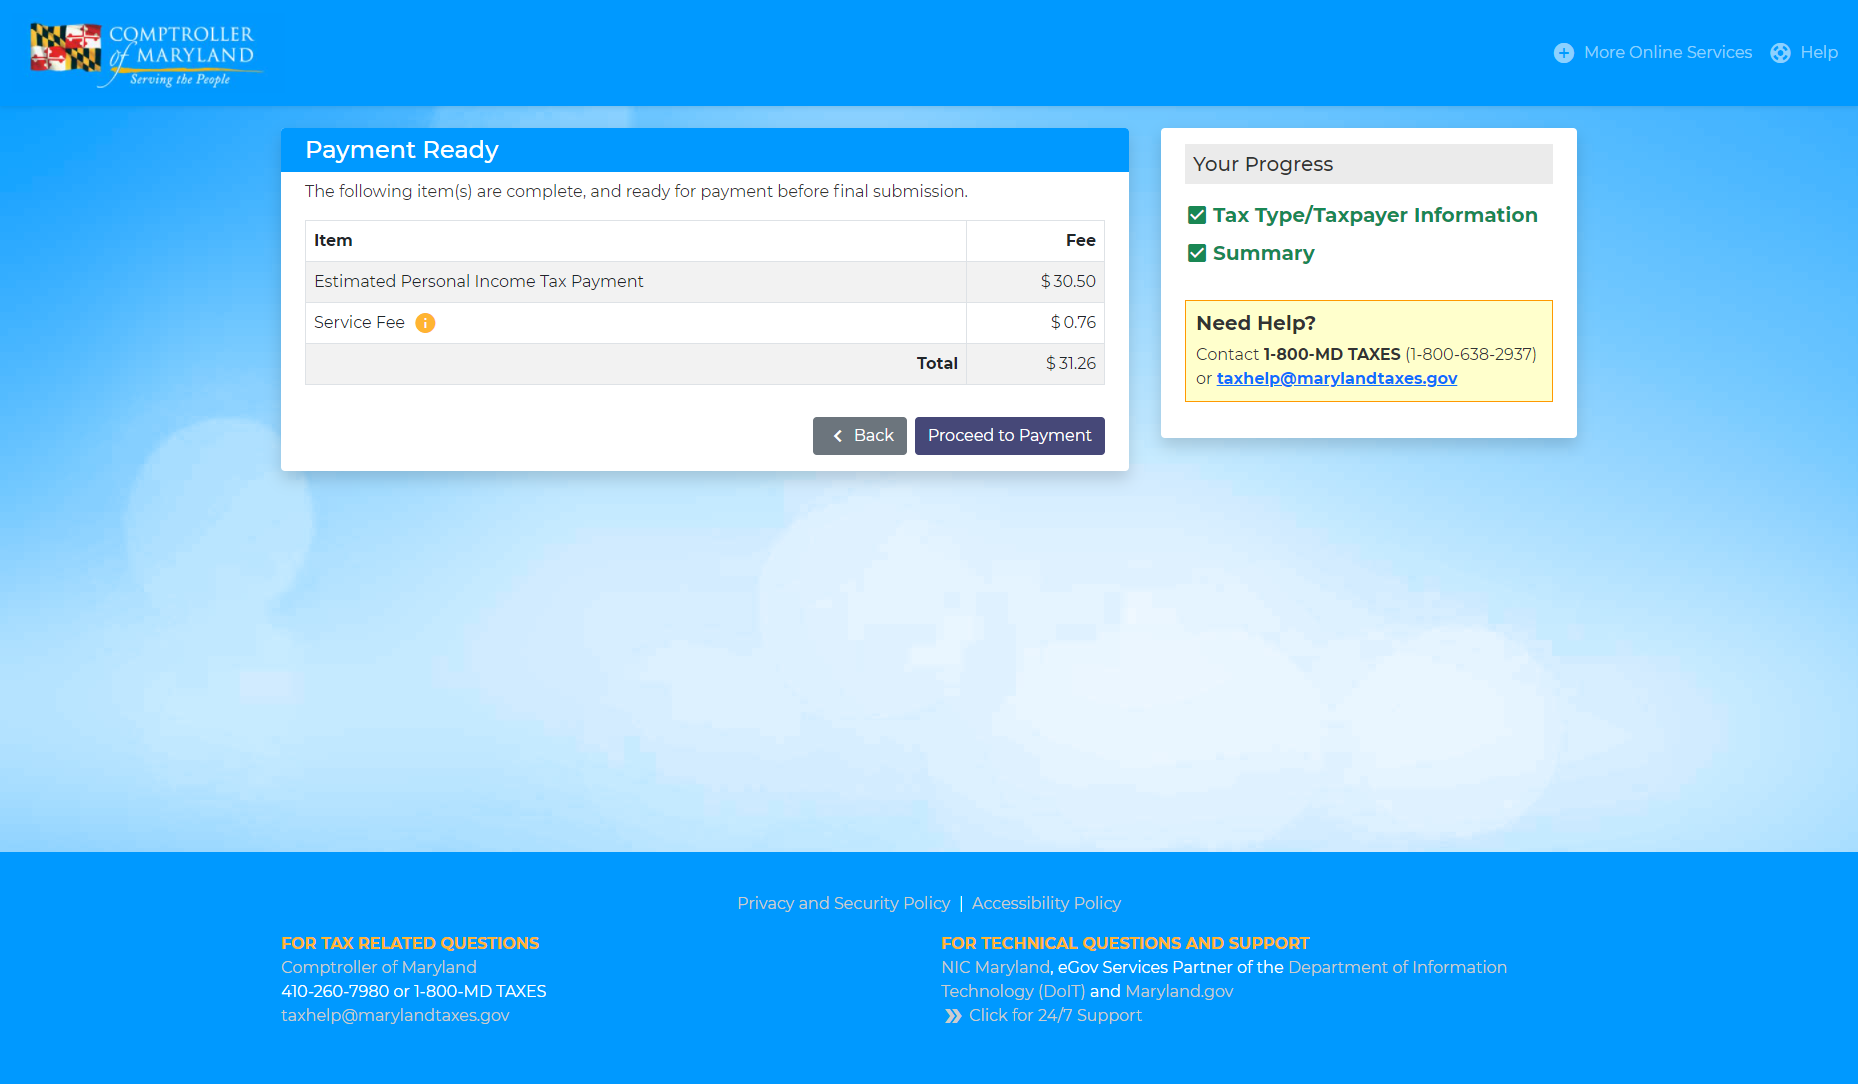 COMPTROLLER
of MARYLAND
Serving the People
More Online Services
Help
Payment Ready
The following item(s) are complete, and ready for payment before final submission.
Item Fee
Estimated Personal Income Tax Payment $ 30.50
Service Fee $ 0.76
Total $ 31.26
Back
Proceed to Payment
Your Progress
Tax Type/Taxpayer Information
Summary
Need Help?
Contact 1-800-MD TAXES (1-800-638-2937)
or taxhelp@marylandtaxes.gov
Privacy and Security Policy | Accessibility Policy
FOR TAX RELATED QUESTIONS
Comptroller of Maryland
410-260-7980 or 1-800-MD TAXES
taxhelp@marylandtaxes.gov
FOR TECHNICAL QUESTIONS AND SUPPORT
NIC Maryland, eGov Services Partner of the Department of Information
Technology (DoIT) and Maryland.gov
Click for 24/7 Support